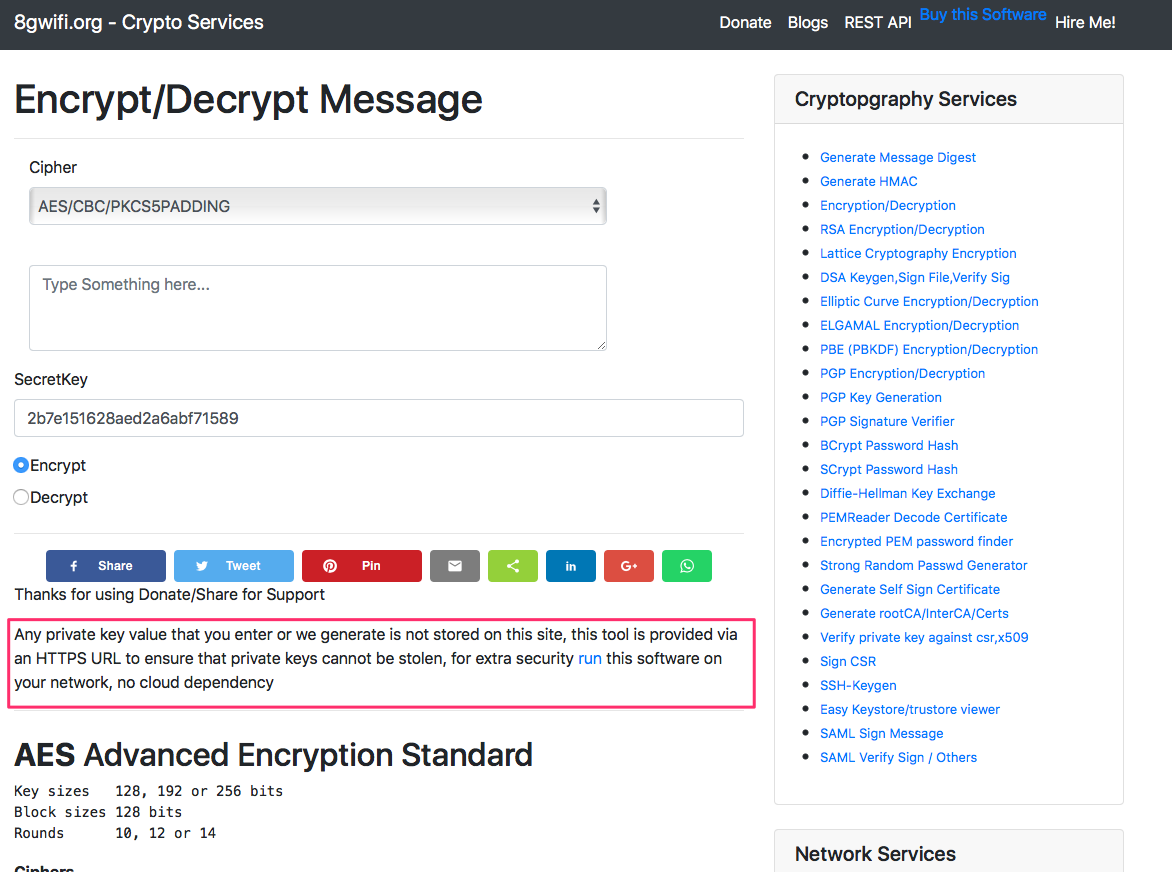 8gwifi.org - Crypto Services
Donate Blogs REST API Buy this Software Hire Me!
Encrypt/Decrypt Message
Cipher
AES/CBC/PKCS5PADDING
Type Something here...
SecretKey
2b7e151628aed2a6abf71589
Encrypt
Decrypt
Share Tweet Pin in G+
Thanks for using Donate/Share for Support
Any private key value that you enter or we generate is not stored on this site, this tool is provided via
an HTTPS URL to ensure that private keys cannot be stolen, for extra security run this software on
your network, no cloud dependency
AES Advanced Encryption Standard
Key sizes 128, 192 or 256 bits
Block sizes 128 bits
Rounds 10, 12 or 14
Ciphers
Cryptopgraphy Services
Generate Message Digest
Generate HMAC
Encryption/Decryption
RSA Encryption/Decryption
Lattice Cryptography Encryption
DSA Keygen,Sign File,Verify Sig
Elliptic Curve Encryption/Decryption
ELGAMAL Encryption/Decryption
PBE (PBKDF) Encryption/Decryption
PGP Encryption/Decryption
PGP Key Generation
PGP Signature Verifier
BCrypt Password Hash
SCrypt Password Hash
Diffie-Hellman Key Exchange
PEMReader Decode Certificate
Encrypted PEM password finder
Strong Random Passwd Generator
Generate Self Sign Certificate
Generate rootCA/InterCA/Certs
Verify private key against csr,x509
Sign CSR
SSH-Keygen
Easy Keystore/trustore viewer
SAML Sign Message
SAML Verify Sign / Others
Network Services